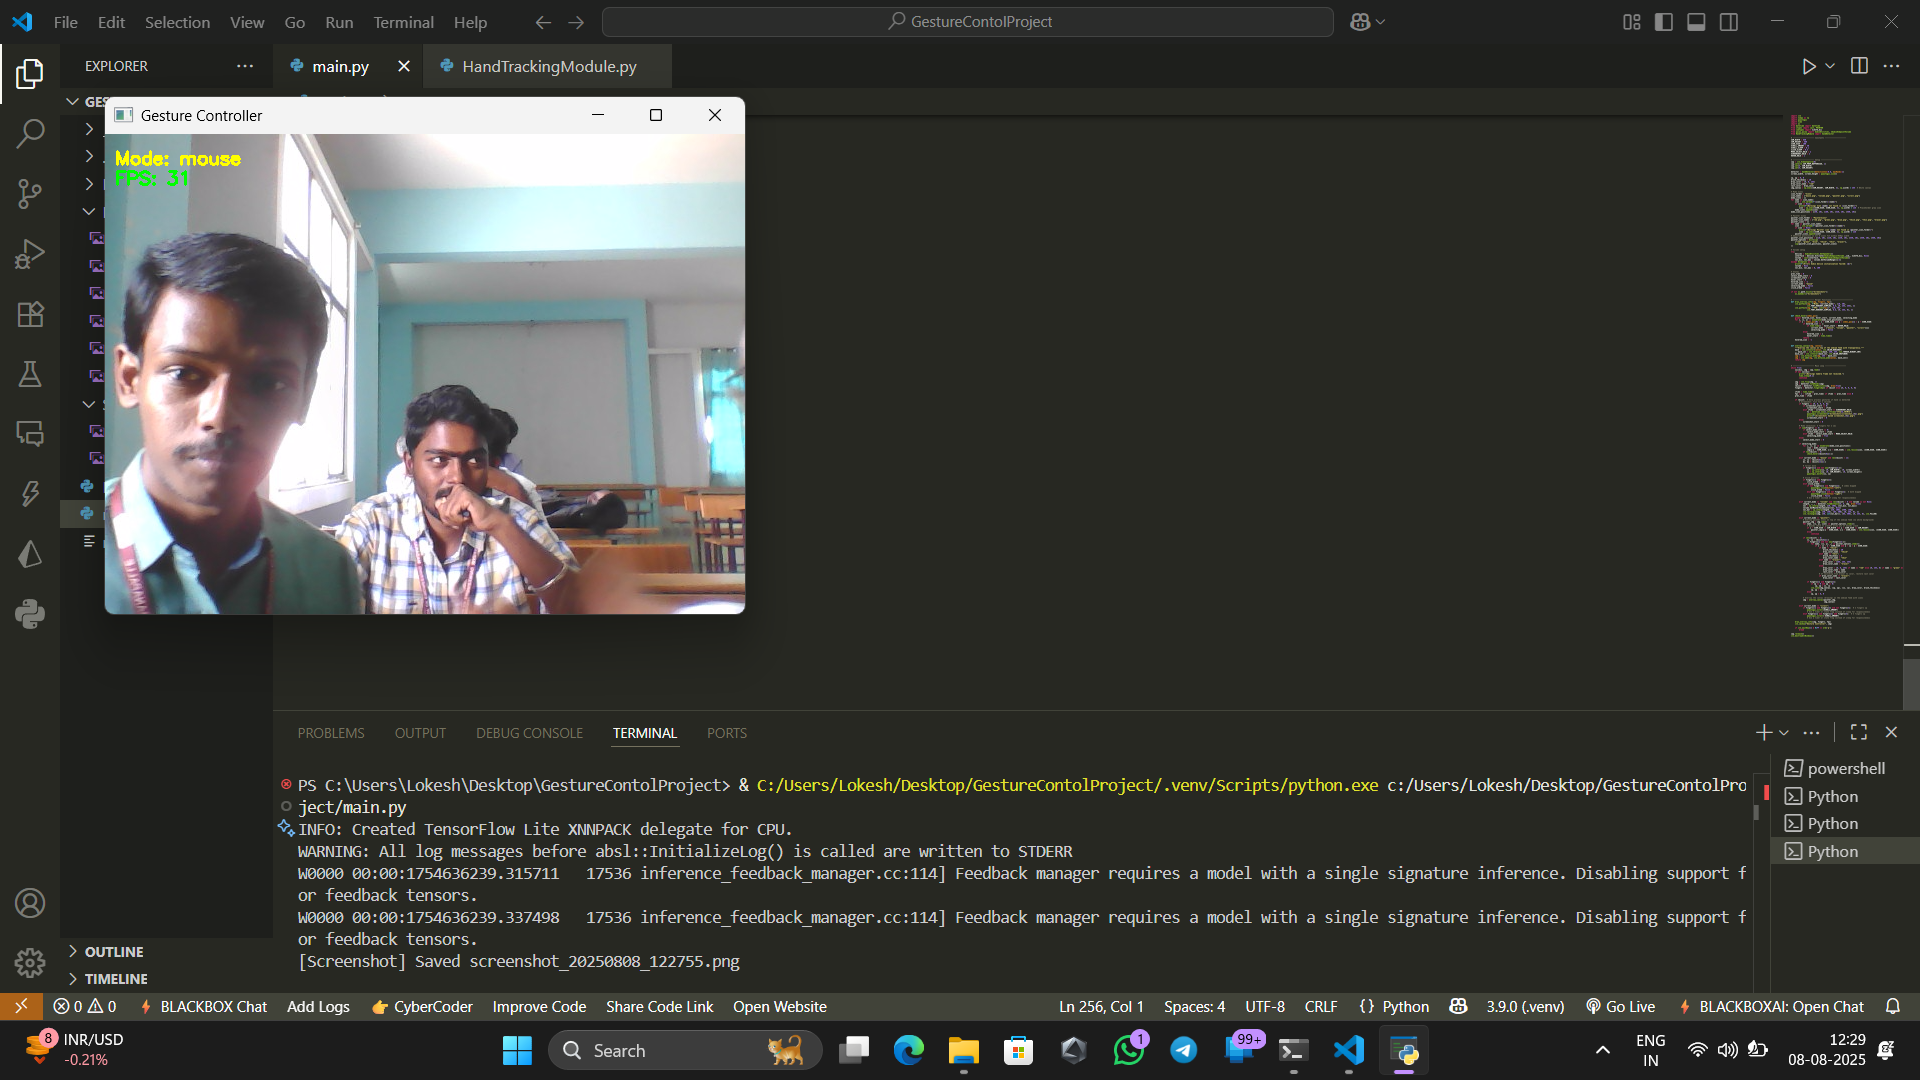 File Edit Selection View Go Run Terminal Help
GestureContolProject
EXPLORER
main.py
HandTrackingModule.py
GES
Gesture Controller
Mode: mouse
FPS: 31
OUTLINE
TIMELINE
PROBLEMS OUTPUT DEBUG CONSOLE TERMINAL PORTS
PS C:\Users\Lokesh\Desktop\GestureContolProject> & C:/Users/Lokesh/Desktop/GestureContolProject/.venv/Scripts/python.exe c:/Users/Lokesh/Desktop/GestureContolPro
ject/main.py
INFO: Created TensorFlow Lite XNNPACK delegate for CPU.
WARNING: All log messages before absl::InitializeLog() is called are written to STDERR
W0000 00:00:1754636239.315711   17536 inference_feedback_manager.cc:114] Feedback manager requires a model with a single signature inference. Disabling support f
or feedback tensors.
W0000 00:00:1754636239.337498   17536 inference_feedback_manager.cc:114] Feedback manager requires a model with a single signature inference. Disabling support f
or feedback tensors.
[Screenshot] Saved screenshot_20250808_122755.png
powershell
Python
Python
Python
0 0 BLACKBOX Chat Add Logs CyberCoder Improve Code Share Code Link Open Website
Ln 256, Col 1 Spaces: 4 UTF-8 CRLF {} Python 3.9.0 (.venv) Go Live BLACKBOXAI: Open Chat
8
INR/USD
-0.21%
Search
1
99+
ENG
IN
12:29
08-08-2025